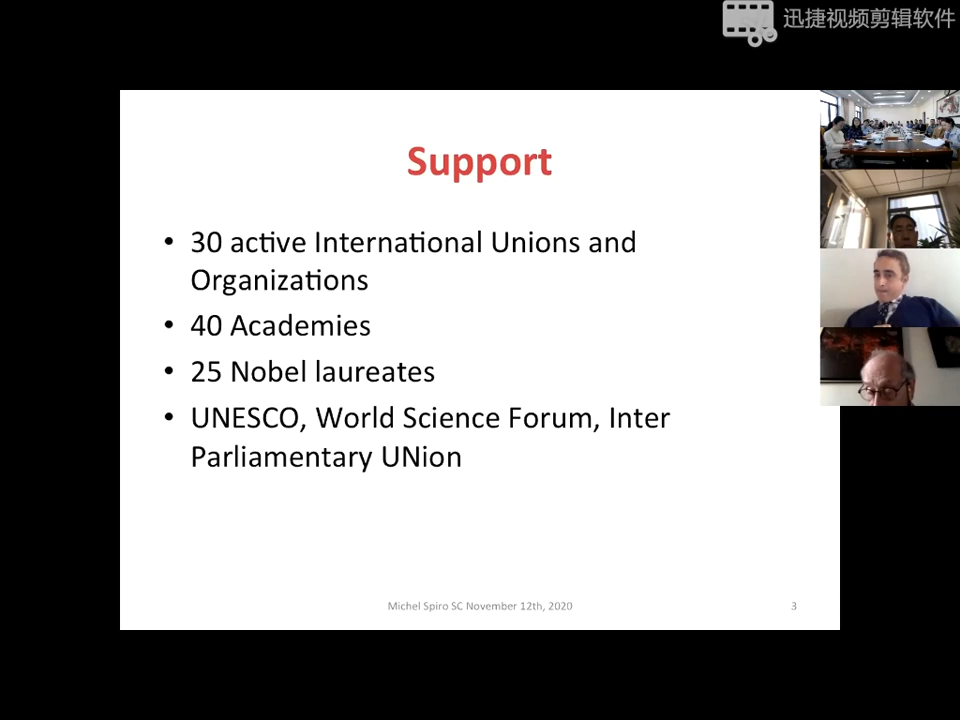 迅捷视频剪辑软件
Support
• 30 active International Unions and
Organizations
• 40 Academies
• 25 Nobel laureates
• UNESCO, World Science Forum, Inter
Parliamentary UNion
Michel Spiro SC November 12th, 2020
3